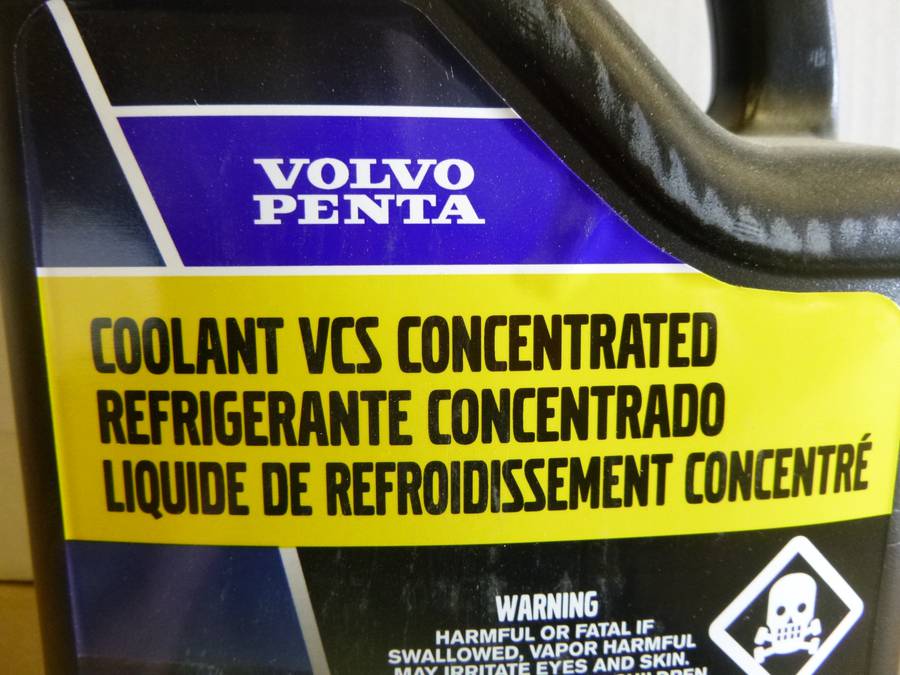 VOLVO
PENTA
COOLANT VCS CONCENTRATED
REFRIGERANTE CONCENTRADO
LIQUIDE DE REFROIDISSEMENT CONCENTRÉ
WARNING
HARMFUL OR FATAL IF
SWALLOWED, VAPOR HARMFUL
MAY IRRITATE EYES AND SKIN.
CHILDREN